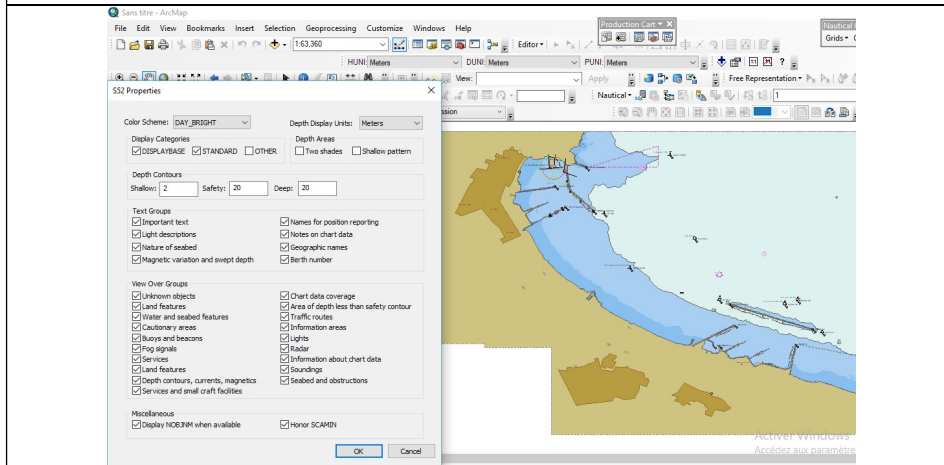 Sans titre - ArcMap
File Edit View Bookmarks Insert Selection Geoprocessing Customize Windows Help
Production Cart
Nautical
Grids
1:63,360
Editor
HUNI: Meters
DUNI: Meters
PUNI: Meters
View:
Apply
Free Representation
Nautical
1
S52 Properties
Color Scheme: DAY_BRIGHT
Depth Display Units: Meters
Display Categories
DISPLAYBASE STANDARD OTHER
Depth Areas
Two shades Shallow pattern
Depth Contours
Shallow: 2 Safety: 20 Deep: 20
Text Groups
Important text
Light descriptions
Nature of seabed
Magnetic variation and swept depth
Names for position reporting
Notes on chart data
Geographic names
Berth number
View Over Groups
Unknown objects
Land features
Water and seabed features
Cautionary areas
Buoys and beacons
Fog signals
Services
Land features
Depth contours, currents, magnetics
Services and small craft facilities
Chart data coverage
Area of depth less than safety contour
Traffic routes
Information areas
Lights
Radar
Information about chart data
Soundings
Seabed and obstructions
Miscellaneous
Display NOBJNM when available
Honor SCAMIN
OK Cancel
Activer Windows
Accédez aux paramètre